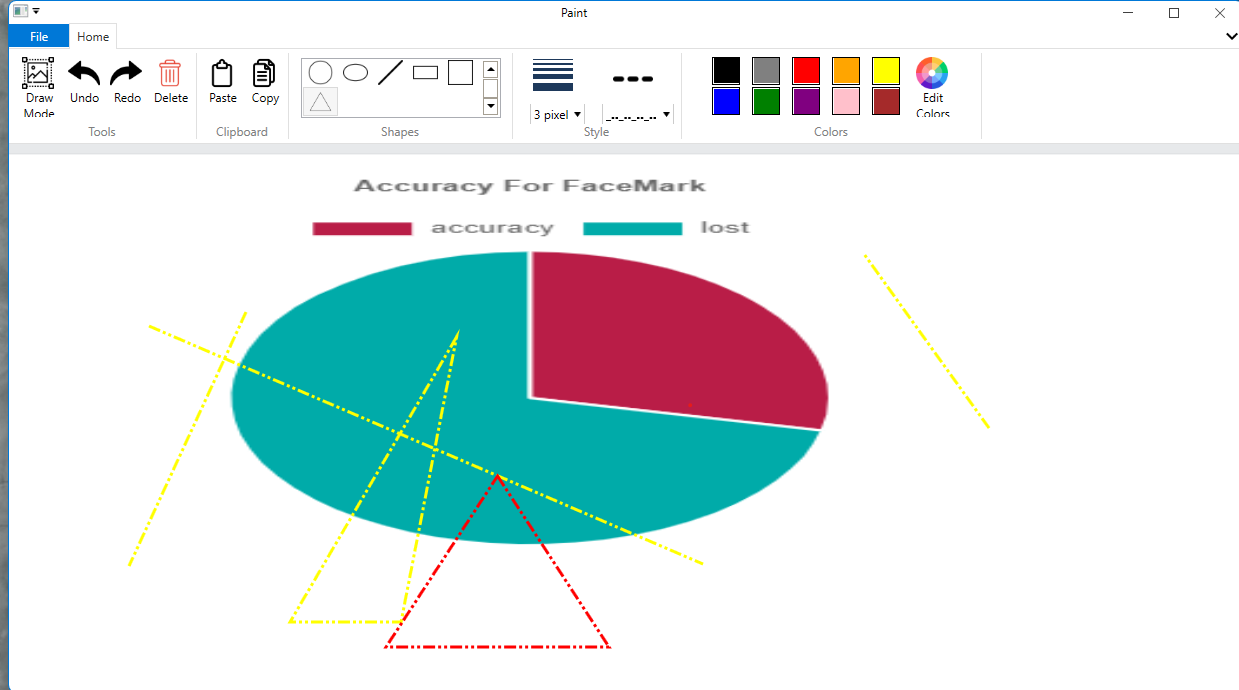 Paint
File Home
Draw Mode Undo Redo Delete Paste Copy 3 pixel Edit Colors
Tools Clipboard Shapes Style Colors
Accuracy For FaceMark
accuracy lost